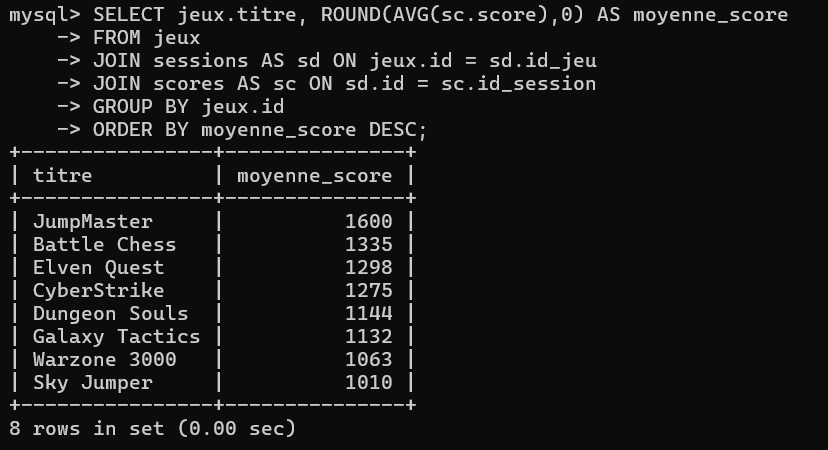 mysql> SELECT jeux.titre, ROUND(AVG(sc.score),0) AS moyenne_score
    -> FROM jeux
    -> JOIN sessions AS sd ON jeux.id = sd.id_jeu
    -> JOIN scores AS sc ON sd.id = sc.id_session
    -> GROUP BY jeux.id
    -> ORDER BY moyenne_score DESC;
+----------------+---------------+
| titre          | moyenne_score |
+----------------+---------------+
| JumpMaster     |          1600 |
| Battle Chess   |          1335 |
| Elven Quest    |          1298 |
| CyberStrike    |          1275 |
| Dungeon Souls  |          1144 |
| Galaxy Tactics |          1132 |
| Warzone 3000   |          1063 |
| Sky Jumper     |          1010 |
+----------------+---------------+
8 rows in set (0.00 sec)